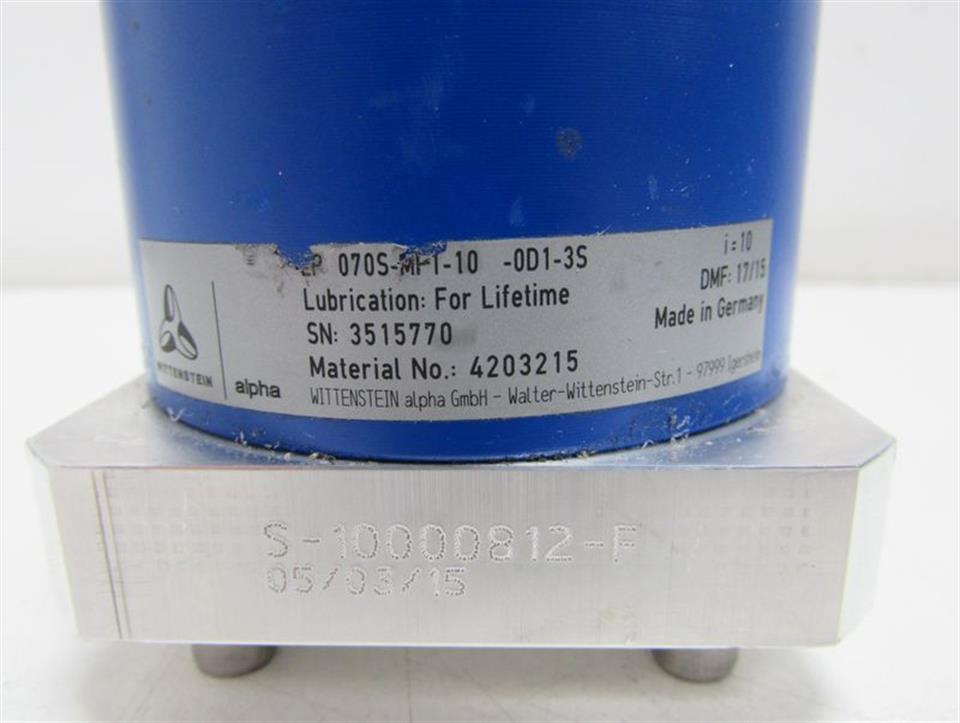 P 070S-MF1-10 -0D1-3S
i = 10
Lubrication: For Lifetime
DMF: 17/15
SN: 3515770
Made in Germany
Material No.: 4203215
WITTENSTEIN
alpha
WITTENSTEIN alpha GmbH - Walter-Wittenstein-Str.1 - 97999 Igersheim
S-10000812-F
05/03/15